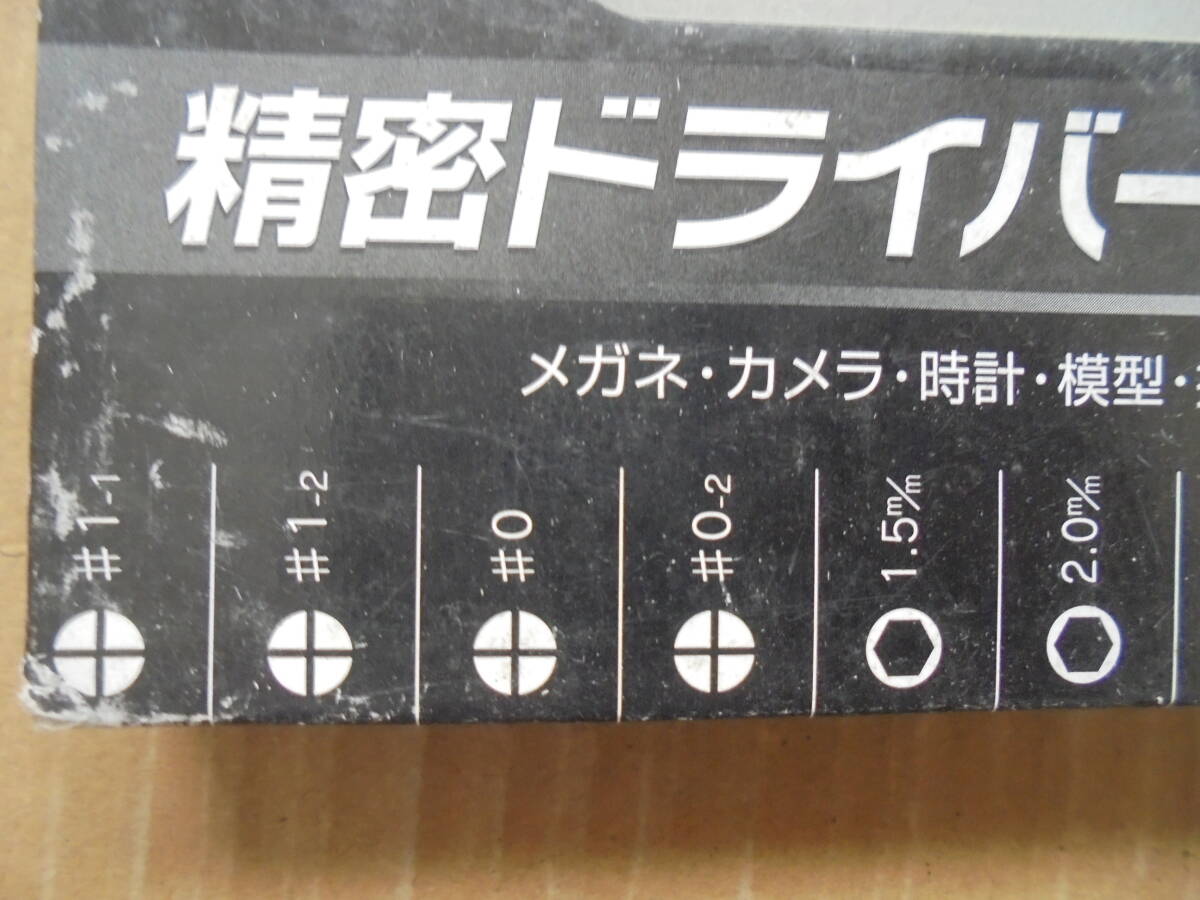 精密ドライバー
メガネ・カメラ・時計・模型・
#1-1
#1-2
#0
#0-2
1.5m/m
2.0m/m